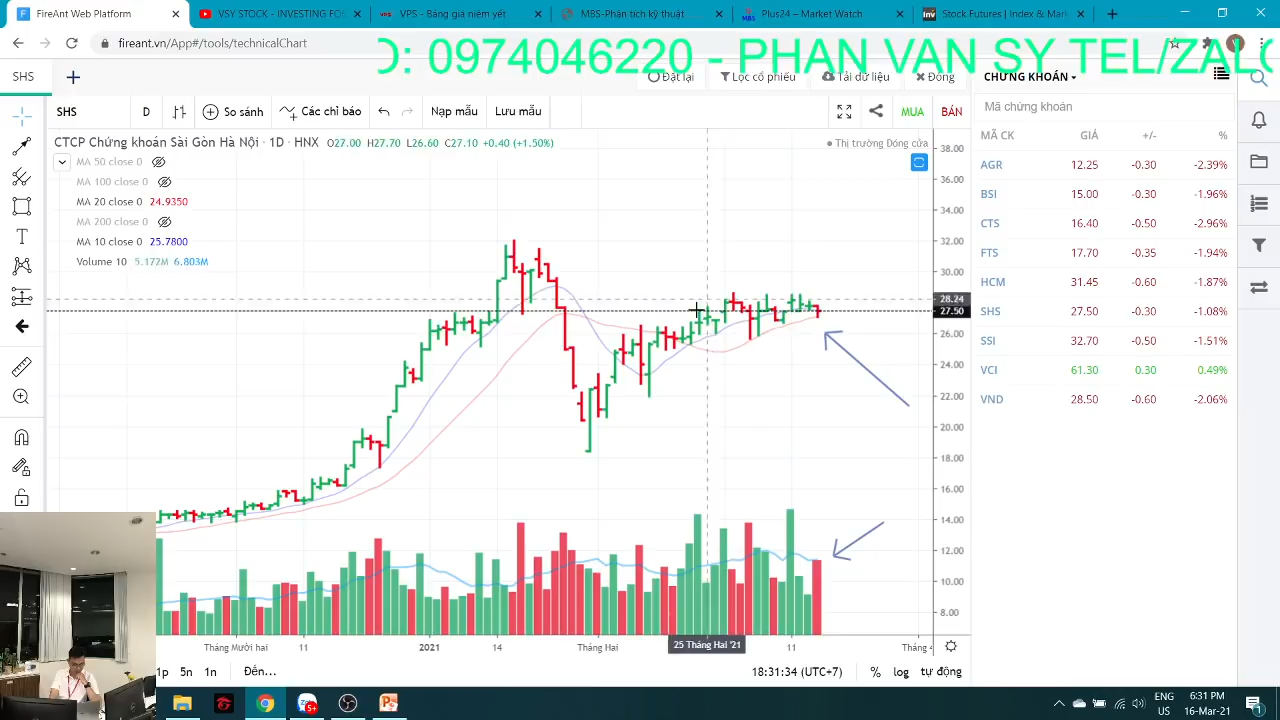 FireAnt Web Platform
VSY STOCK - INVESTING FO
VPS - Bảng giá niêm yết
MBS-Phân tích kỹ thuật
Plus24 – Market Watch
Stock Futures | Index & Mark
fireant.vn/App#/tools/technicalChart
D: 0974046220 - PHAN VAN SY TEL/ZALO
SHS
Đặt lại
Lọc cổ phiếu
Tải dữ liệu
Đóng
CHỨNG KHOÁN
SHS
D
So sánh
Các chỉ báo
Nạp mẫu
Lưu mẫu
MUA
BÁN
Mã chứng khoán
CTCP Chứng khoán Sài Gòn Hà Nội · 1D · HNX O27.00 H27.70 L26.60 C27.10 +0.40 (+1.50%)
Thị trường Đóng cửa
MA 50 close 0
MA 100 close 0
MA 20 close 0 24.9350
MA 200 close 0
MA 10 close 0 25.7800
Volume 10 5.172M 6.803M
38.00
36.00
34.00
32.00
30.00
28.24
27.50
26.00
24.00
22.00
20.00
18.00
16.00
14.00
12.00
10.00
8.00
MÃ CK GIÁ +/- %
AGR 12.25 -0.30 -2.39%
BSI 15.00 -0.30 -1.96%
CTS 16.40 -0.50 -2.96%
FTS 17.70 -0.35 -1.94%
HCM 31.45 -0.60 -1.87%
SHS 27.50 -0.30 -1.08%
SSI 32.70 -0.50 -1.51%
VCI 61.30 0.30 0.49%
VND 28.50 -0.60 -2.06%
Tháng Mười hai
11
2021
14
Tháng Hai
25 Tháng Hai '21
11
Tháng 4
1p 5n 1n Đến...
18:31:34 (UTC+7)
% log tự động
5+
ENG
US
6:31 PM
16-Mar-21